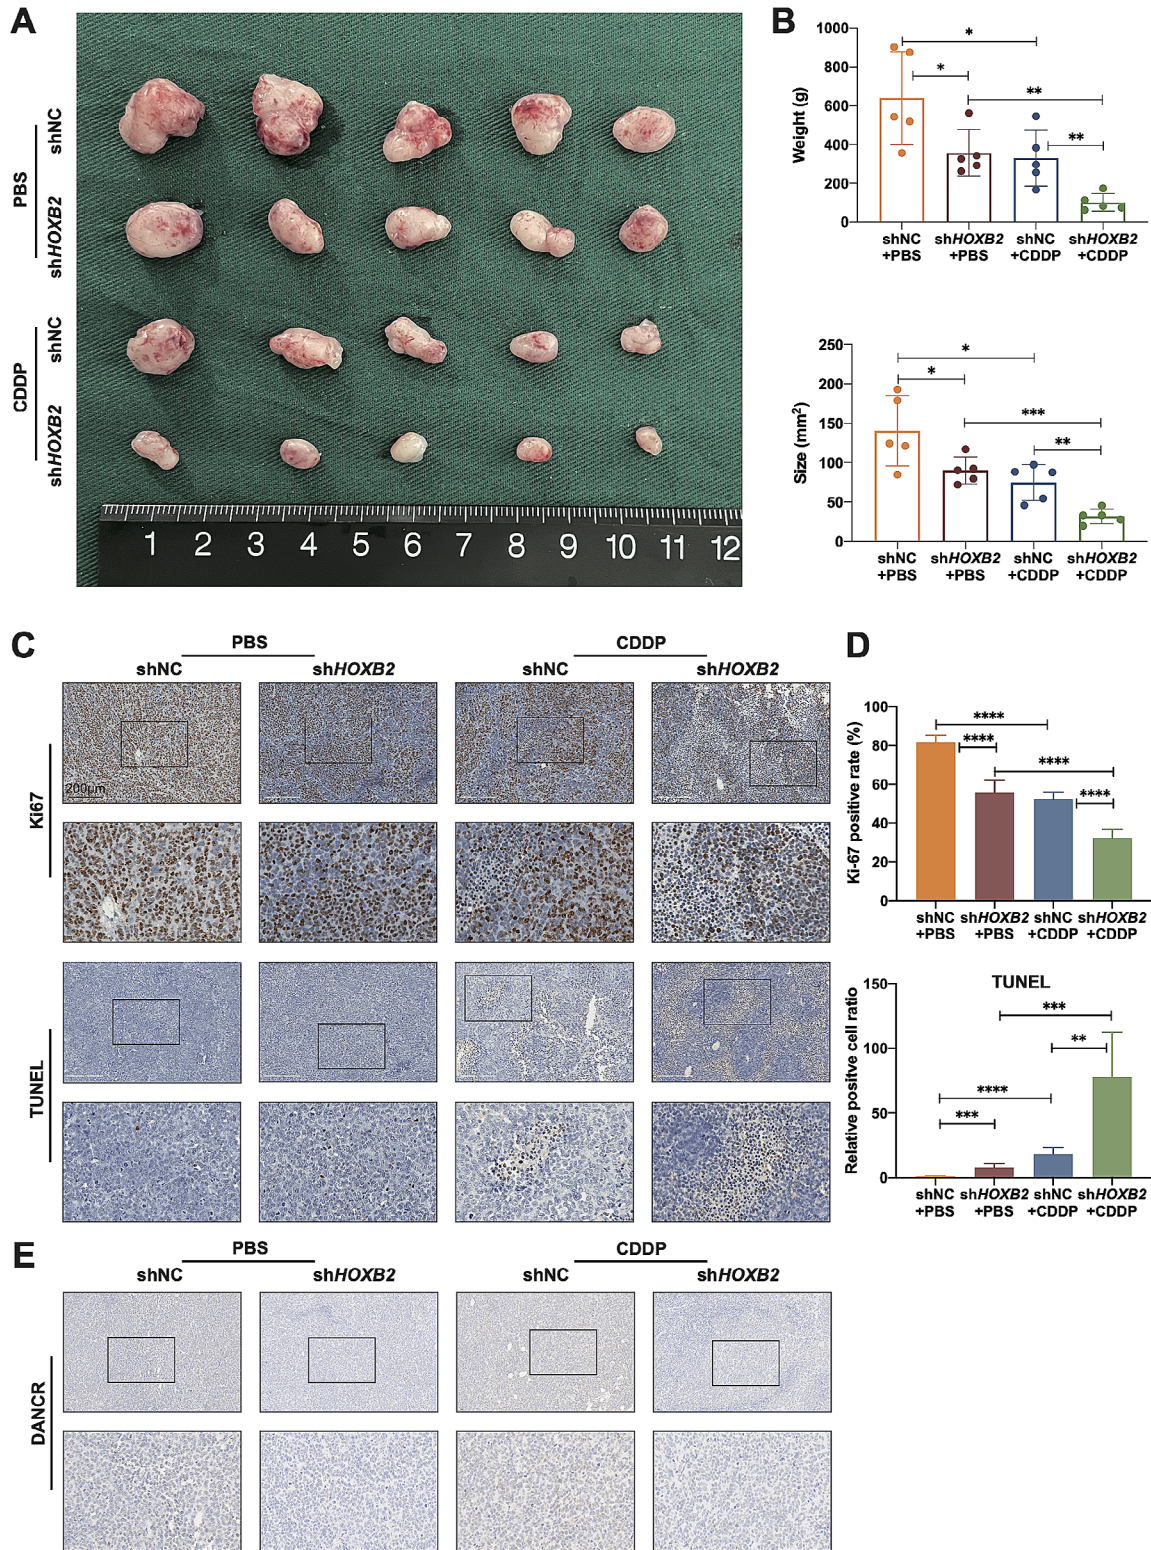 A
PBS
shNC
shHOXB2
CDDP
shNC
shHOXB2
1 2 3 4 5 6 7 8 9 10 11 12
B
Weight (g)
1000
800
600
400
200
0
*
*
**
**
shNC
+PBS
shHOXB2
+PBS
shNC
+CDDP
shHOXB2
+CDDP
Size (mm²)
250
200
150
100
50
0
*
*
***
**
shNC
+PBS
shHOXB2
+PBS
shNC
+CDDP
shHOXB2
+CDDP
C
PBS
CDDP
shNC
shHOXB2
shNC
shHOXB2
Ki67
200μm
TUNEL
D
Ki-67 positive rate (%)
100
80
60
40
20
0
****
****
****
****
shNC
+PBS
shHOXB2
+PBS
shNC
+CDDP
shHOXB2
+CDDP
TUNEL
Relative positve cell ratio
150
100
50
0
***
**
****
***
shNC
+PBS
shHOXB2
+PBS
shNC
+CDDP
shHOXB2
+CDDP
E
PBS
CDDP
shNC
shHOXB2
shNC
shHOXB2
DANCR